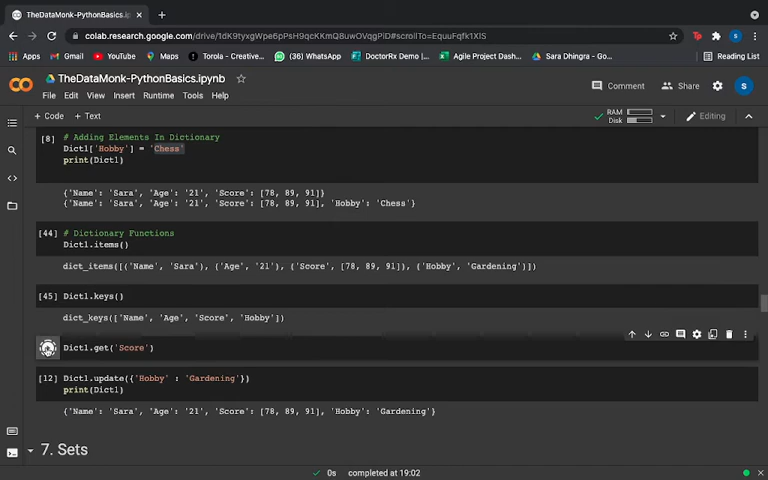 TheDataMonk-PythonBasics.ip
colab.research.google.com/drive/1dK9tyxgWpe6pPsH9qcKKmQ8uwOVqgPlD#scrollTo=EquuFqfk1XlS
Apps Gmail YouTube Maps Torola - Creative... (36) WhatsApp DoctorRx Demo |... Agile Project Dash... Sara Dhingra - Go... Reading List
TheDataMonk-PythonBasics.ipynb
Comment Share S
File Edit View Insert Runtime Tools Help
+ Code + Text RAM Disk Editing
[8] # Adding Elements In Dictionary
Dict1['Hobby'] = 'Chess'
print(Dict1)
{'Name': 'Sara', 'Age': '21', 'Score': [78, 89, 91]}
{'Name': 'Sara', 'Age': '21', 'Score': [78, 89, 91], 'Hobby': 'Chess'}
[44] # Dictionary Functions
Dict1.items()
dict_items([('Name', 'Sara'), ('Age', '21'), ('Score', [78, 89, 91]), ('Hobby', 'Gardening')])
[45] Dict1.keys()
dict_keys(['Name', 'Age', 'Score', 'Hobby'])
Dict1.get('Score')
[12] Dict1.update({'Hobby' : 'Gardening'})
print(Dict1)
{'Name': 'Sara', 'Age': '21', 'Score': [78, 89, 91], 'Hobby': 'Gardening'}
7. Sets
0s completed at 19:02